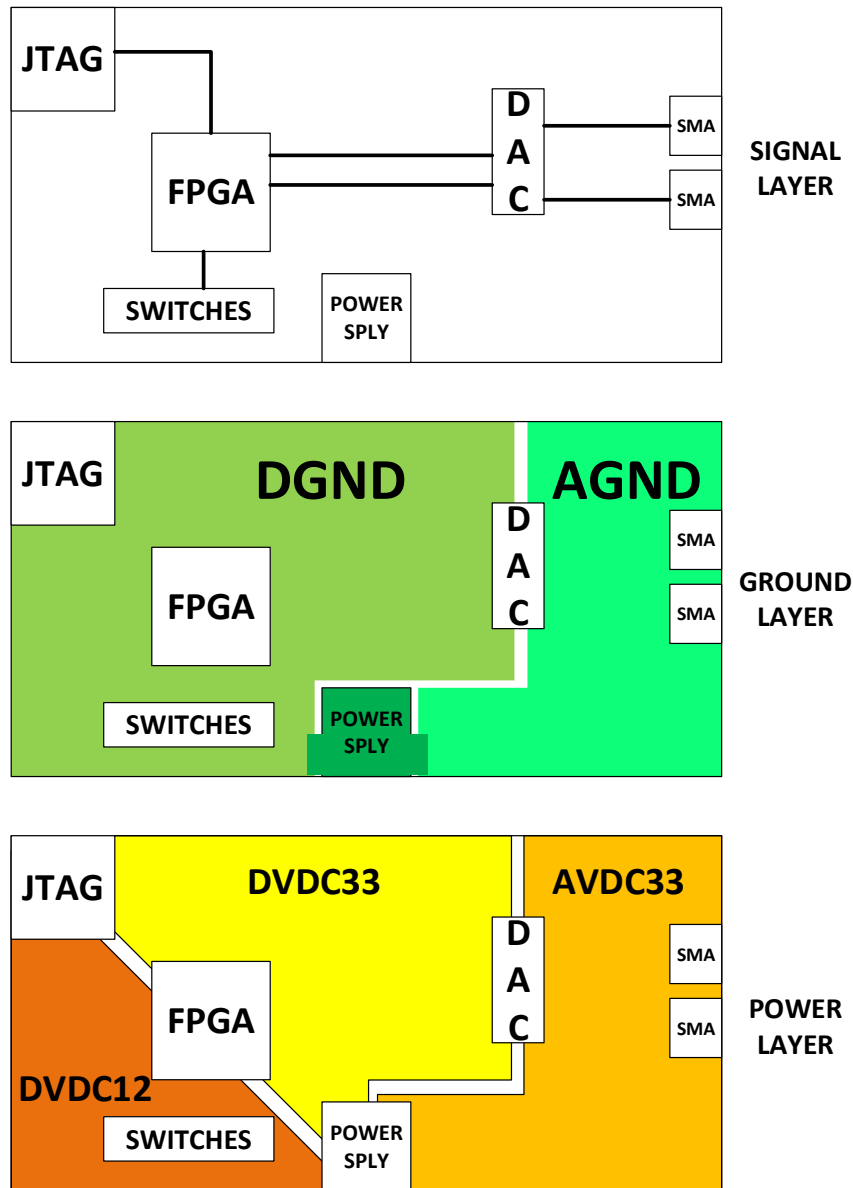 JTAG
FPGA
SWITCHES
POWER
SPLY
D
A
C
SMA
SMA
SIGNAL
LAYER
JTAG
DGND
AGND
FPGA
SWITCHES
POWER
SPLY
D
A
C
SMA
SMA
GROUND
LAYER
JTAG
DVDC33
AVDC33
FPGA
DVDC12
SWITCHES
POWER
SPLY
D
A
C
SMA
SMA
POWER
LAYER